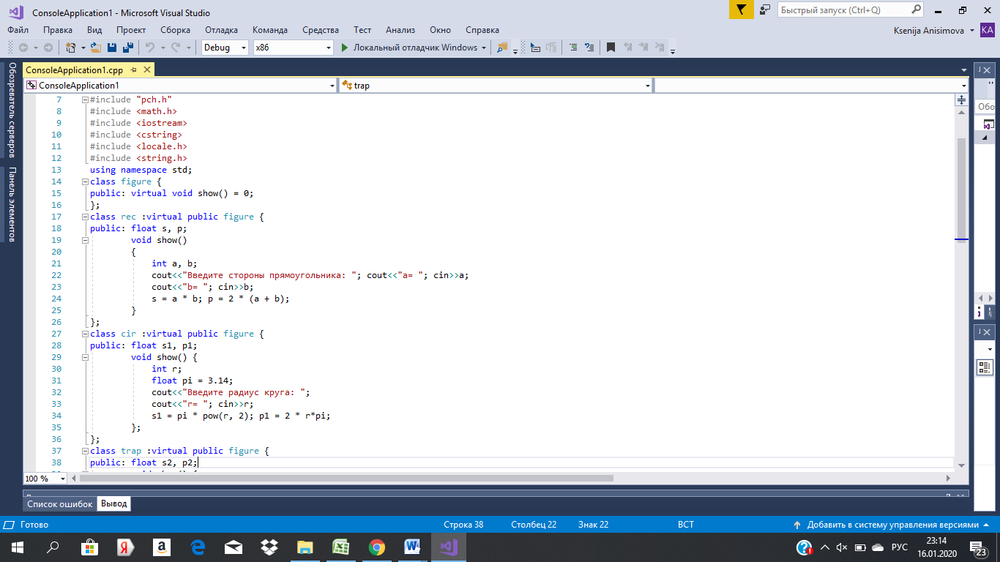 ConsoleApplication1 - Microsoft Visual Studio
Быстрый запуск (Ctrl+Q)
Файл Правка Вид Проект Сборка Отладка Команда Средства Тест Анализ Окно Справка
Ksenija Anisimova KA
Debug x86 Локальный отладчик Windows
Обозреватель серверов
Панель элементов
ConsoleApplication1.cpp
ConsoleApplication1 trap
Обо
7 #include "pch.h"
8 #include <math.h>
9 #include <iostream>
10 #include <cstring>
11 #include <locale.h>
12 #include <string.h>
13 using namespace std;
14 class figure {
15 public: virtual void show() = 0;
16 };
17 class rec :virtual public figure {
18 public: float s, p;
19 void show()
20 {
21 int a, b;
22 cout<<"Введите стороны прямоугольника: "; cout<<"a= "; cin>>a;
23 cout<<"b= "; cin>>b;
24 s = a * b; p = 2 * (a + b);
25 }
26 };
27 class cir :virtual public figure {
28 public: float s1, p1;
29 void show() {
30 int r;
31 float pi = 3.14;
32 cout<<"Введите радиус круга: ";
33 cout<<"r= "; cin>>r;
34 s1 = pi * pow(r, 2); p1 = 2 * r*pi;
35 };
36 };
37 class trap :virtual public figure {
38 public: float s2, p2;
100 %
Список ошибок Вывод
Готово Строка 38 Столбец 22 Знак 22 ВСТ Добавить в систему управления версиями
РУС
23:14
16.01.2020
23